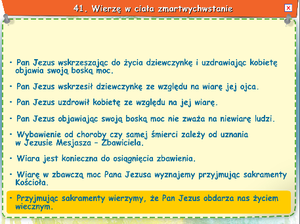 41. Wierzę w ciała zmartwychwstanie
• Pan Jezus wskrzeszając do życia dziewczynkę i uzdrawiając kobietę
objawia swoją boską moc.
• Pan Jezus wskrzesił dziewczynkę ze względu na wiarę jej ojca.
• Pan Jezus uzdrowił kobietę ze względu na jej wiarę.
• Pan Jezus objawiając swoją boską moc nie zważa na niewiarę ludzi.
• Wybawienie od choroby czy samej śmierci zależy od uznania
w Jezusie Mesjasza – Zbawiciela.
• Wiara jest konieczna do osiągnięcia zbawienia.
• Wiarę w zbawczą moc Pana Jezusa wyznajemy przyjmując sakramenty
Kościoła.
• Przyjmując sakramenty wierzymy, że Pan Jezus obdarza nas życiem
wiecznym.